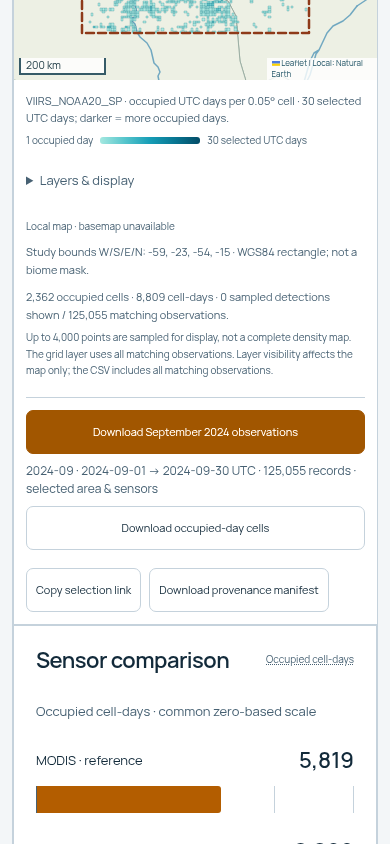 200 km
Leaflet | Local: Natural
Earth
VIIRS_NOAA20_SP · occupied UTC days per 0.05° cell · 30 selected
UTC days; darker = more occupied days.
1 occupied day
30 selected UTC days
▶ Layers & display
Local map · basemap unavailable
Study bounds W/S/E/N: -59, -23, -54, -15 · WGS84 rectangle; not a
biome mask.
2,362 occupied cells · 8,809 cell-days · 0 sampled detections
shown / 125,055 matching observations.
Up to 4,000 points are sampled for display, not a complete density map.
The grid layer uses all matching observations. Layer visibility affects the
map only; the CSV includes all matching observations.
Download September 2024 observations
2024-09 · 2024-09-01 → 2024-09-30 UTC · 125,055 records ·
selected area & sensors
Download occupied-day cells
Copy selection link
Download provenance manifest
Sensor comparison
Occupied cell-days
Occupied cell-days · common zero-based scale
MODIS · reference
5,819